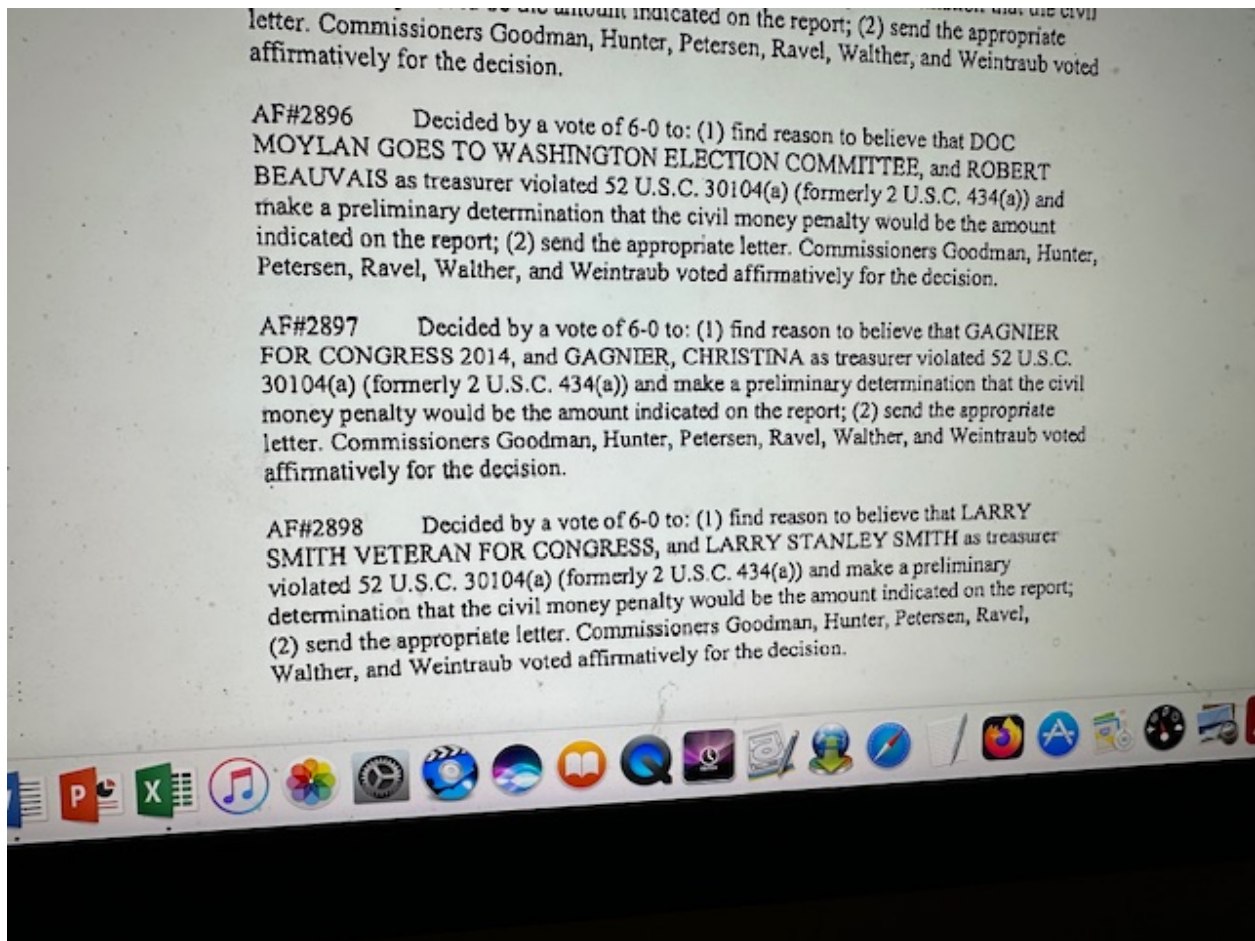 be the amount indicated on the report; (2) send the appropriate
letter. Commissioners Goodman, Hunter, Petersen, Ravel, Walther, and Weintraub voted
affirmatively for the decision.
AF#2896 Decided by a vote of 6-0 to: (1) find reason to believe that DOC
MOYLAN GOES TO WASHINGTON ELECTION COMMITTEE, and ROBERT
BEAUVAIS as treasurer violated 52 U.S.C. 30104(a) (formerly 2 U.S.C. 434(a)) and
make a preliminary determination that the civil money penalty would be the amount
indicated on the report; (2) send the appropriate letter. Commissioners Goodman, Hunter,
Petersen, Ravel, Walther, and Weintraub voted affirmatively for the decision.
AF#2897 Decided by a vote of 6-0 to: (1) find reason to believe that GAGNIER
FOR CONGRESS 2014, and GAGNIER, CHRISTINA as treasurer violated 52 U.S.C.
30104(a) (formerly 2 U.S.C. 434(a)) and make a preliminary determination that the civil
money penalty would be the amount indicated on the report; (2) send the appropriate
letter. Commissioners Goodman, Hunter, Petersen, Ravel, Walther, and Weintraub voted
affirmatively for the decision.
AF#2898 Decided by a vote of 6-0 to: (1) find reason to believe that LARRY
SMITH VETERAN FOR CONGRESS, and LARRY STANLEY SMITH as treasurer
violated 52 U.S.C. 30104(a) (formerly 2 U.S.C. 434(a)) and make a preliminary
determination that the civil money penalty would be the amount indicated on the report;
(2) send the appropriate letter. Commissioners Goodman, Hunter, Petersen, Ravel,
Walther, and Weintraub voted affirmatively for the decision.
P X